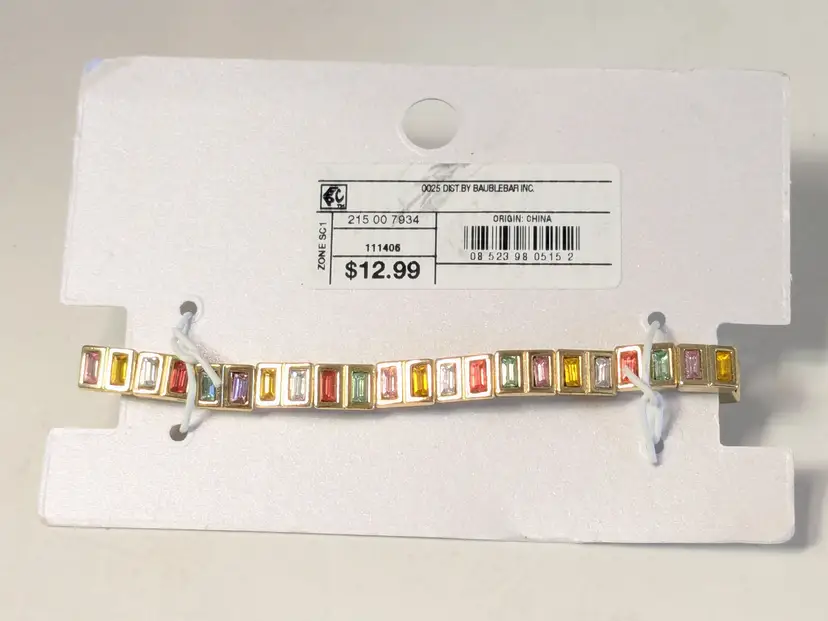 0025 DIST.BY BAUBLEBAR INC.
TM
ZONE SC1
215 00 7934
111406
$12.99
ORIGIN: CHINA
08 523 98 0515 2